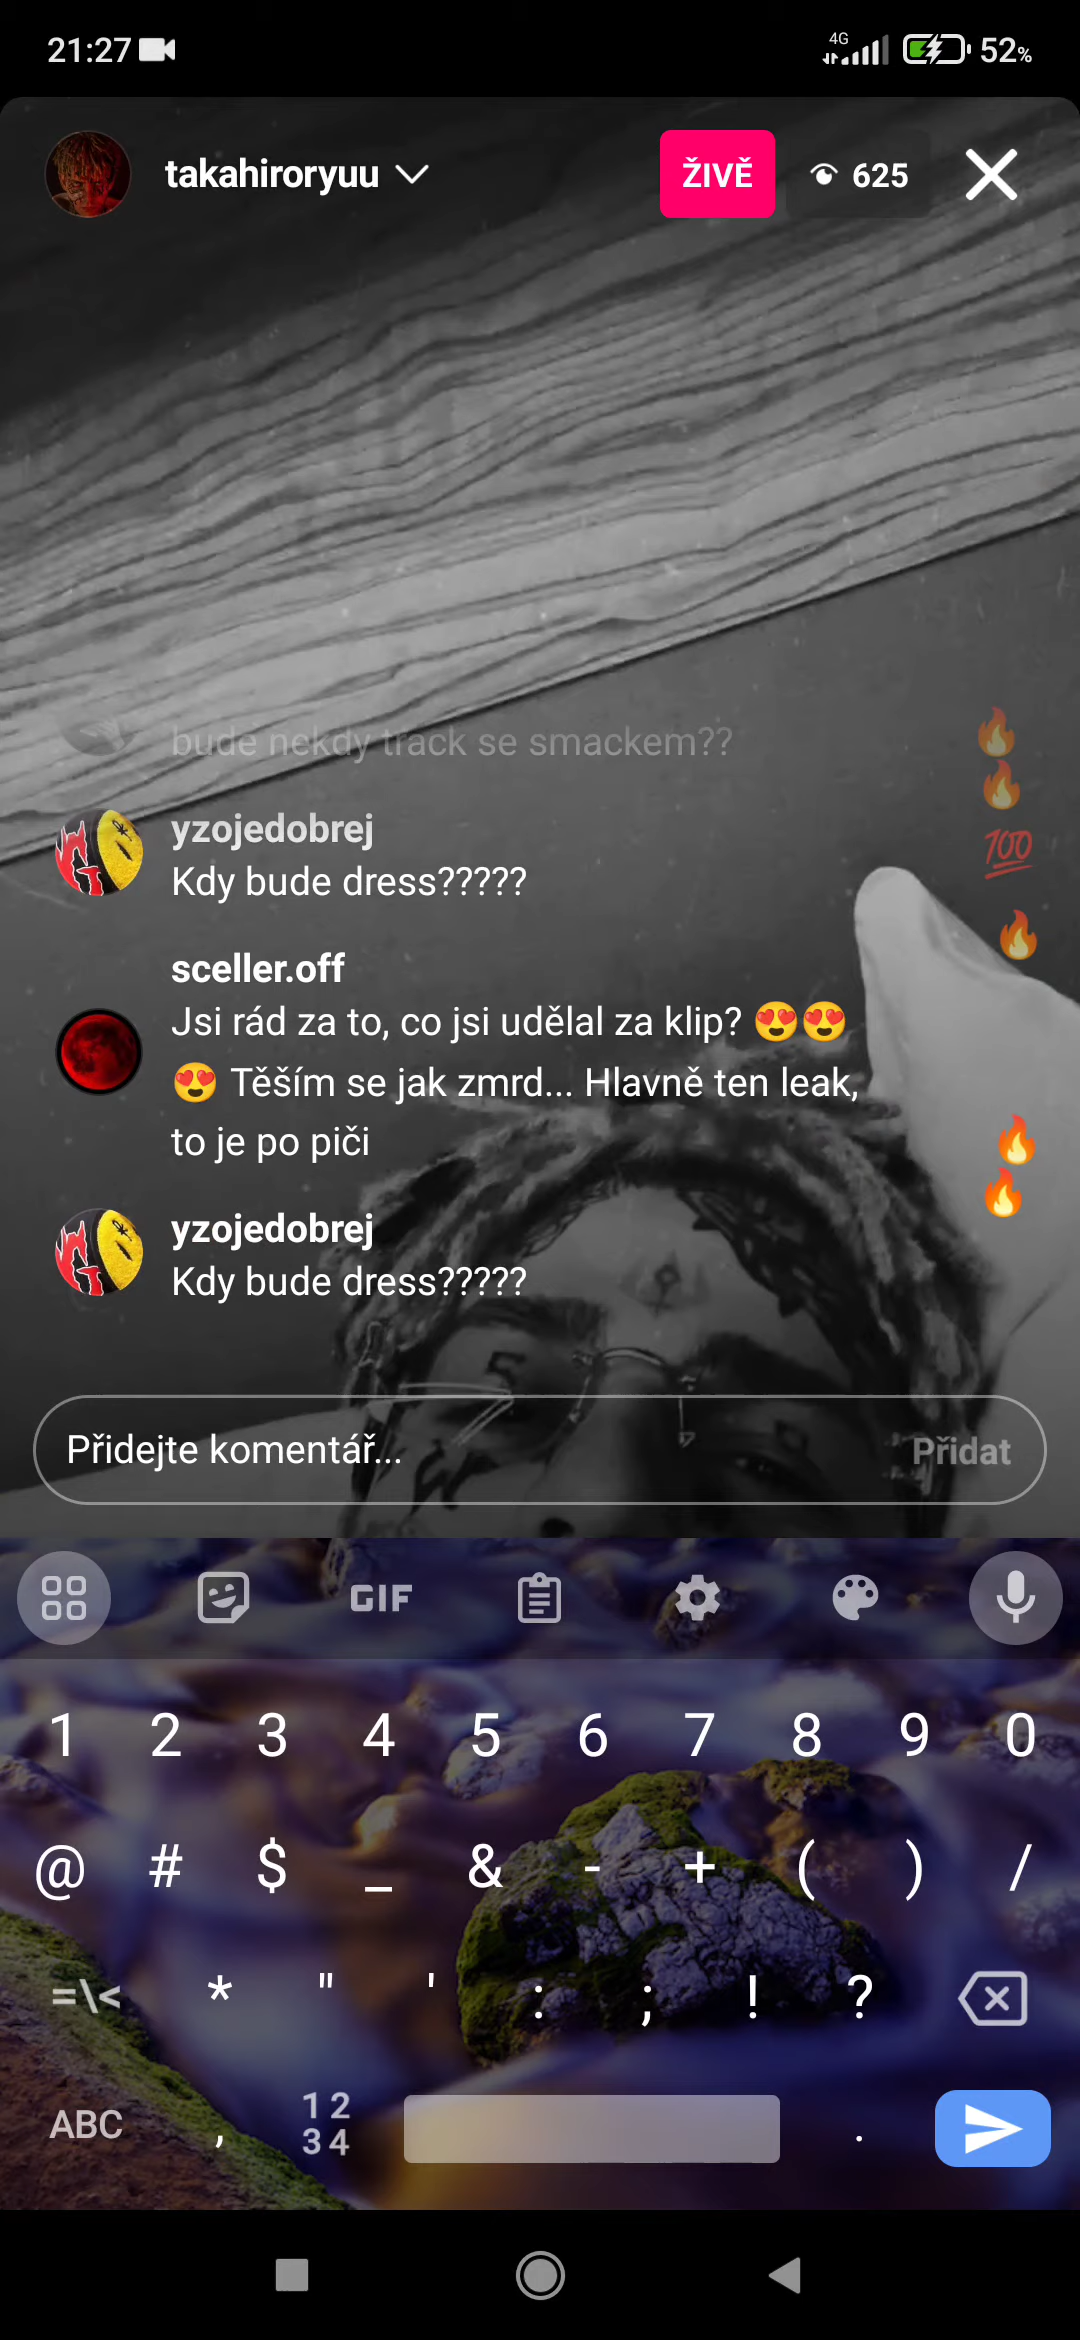 21:27
4G
52%
takahiroryuu
ŽIVĚ
625
bude nekdy track se smackem??
yzojedobrej
Kdy bude dress?????
sceller.off
Jsi rád za to, co jsi udělal za klip? 😍😍
😍 Těším se jak zmrd... Hlavně ten leak,
to je po piči
yzojedobrej
Kdy bude dress?????
Přidejte komentář...
Přidat
GIF
1 2 3 4 5 6 7 8 9 0
@ # $ _ & - + ( ) /
=\< * " ' : ; ! ?
ABC , 12 34 .